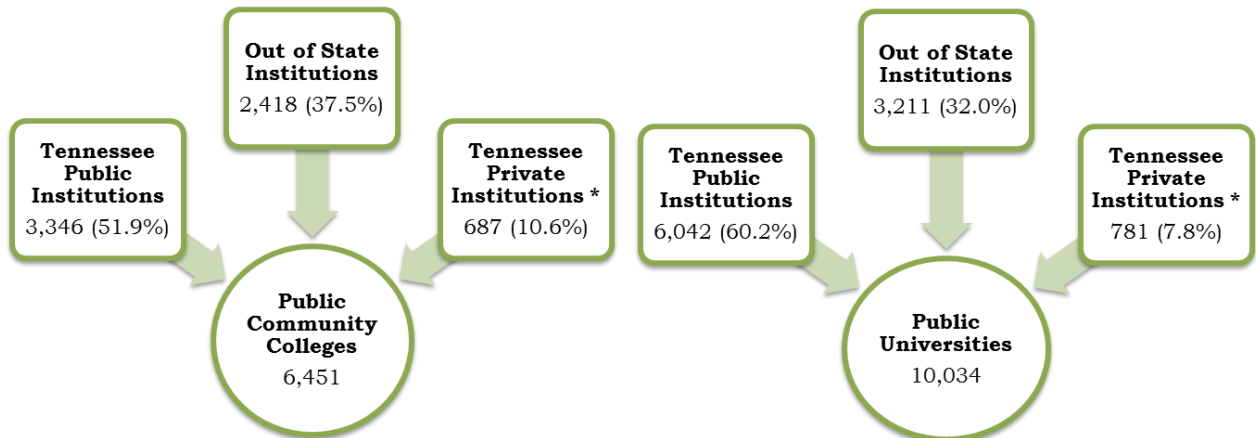 Out of State
Institutions
2,418 (37.5%)
Tennessee
Public
Institutions
3,346 (51.9%)
Tennessee
Private
Institutions *
687 (10.6%)
Public
Community
Colleges
6,451
Out of State
Institutions
3,211 (32.0%)
Tennessee
Public
Institutions
6,042 (60.2%)
Tennessee
Private
Institutions *
781 (7.8%)
Public
Universities
10,034